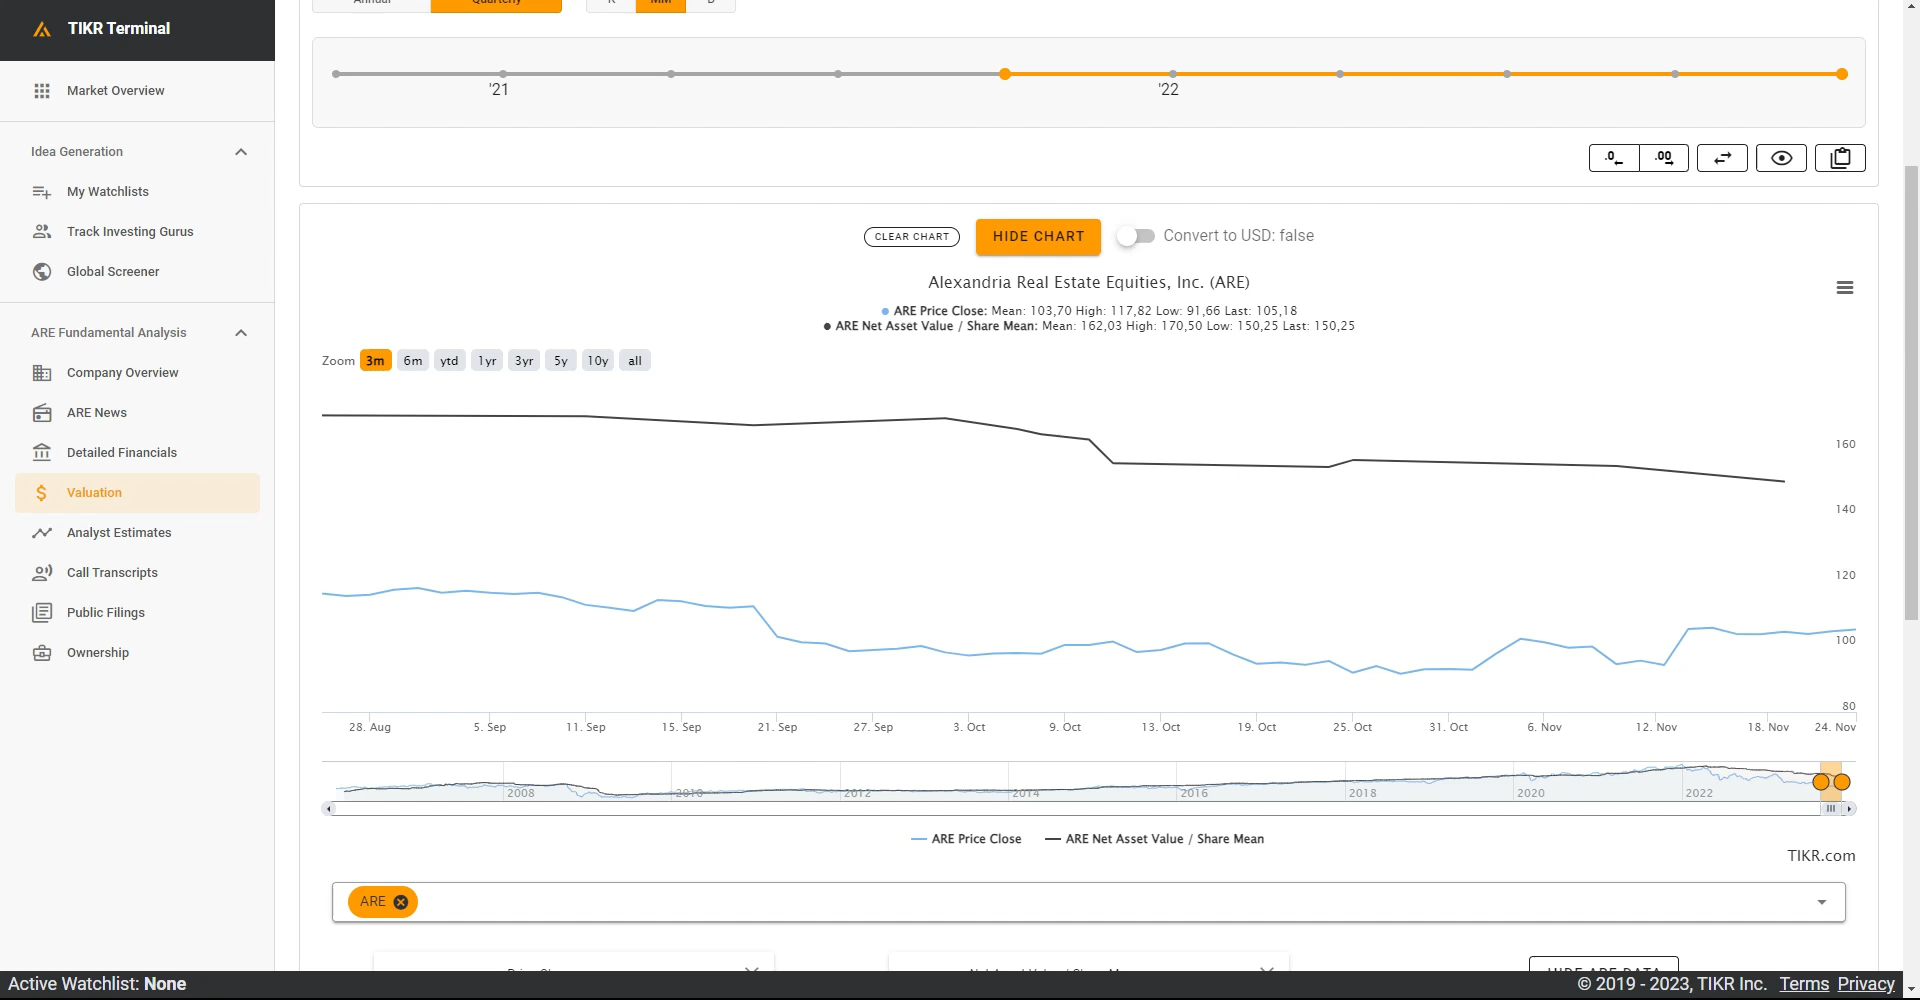 Annual Quarterly K MM B
TIKR Terminal
Market Overview
Idea Generation
My Watchlists
Track Investing Gurus
Global Screener
ARE Fundamental Analysis
Company Overview
ARE News
Detailed Financials
Valuation
Analyst Estimates
Call Transcripts
Public Filings
Ownership
'21 '22
.0 .00
CLEAR CHART HIDE CHART Convert to USD: false
Alexandria Real Estate Equities, Inc. (ARE)
ARE Price Close: Mean: 103,70 High: 117,82 Low: 91,66 Last: 105,18
ARE Net Asset Value / Share Mean: Mean: 162,03 High: 170,50 Low: 150,25 Last: 150,25
Zoom 3m 6m ytd 1yr 3yr 5y 10y all
160
140
120
100
80
28. Aug 5. Sep 11. Sep 15. Sep 21. Sep 27. Sep 3. Oct 9. Oct 13. Oct 19. Oct 25. Oct 31. Oct 6. Nov 12. Nov 18. Nov 24. Nov
2008 2010 2012 2014 2016 2018 2020 2022
ARE Price Close ARE Net Asset Value / Share Mean
TIKR.com
ARE
HIDE ARE DATA
Active Watchlist: None © 2019 - 2023, TIKR Inc. Terms Privacy